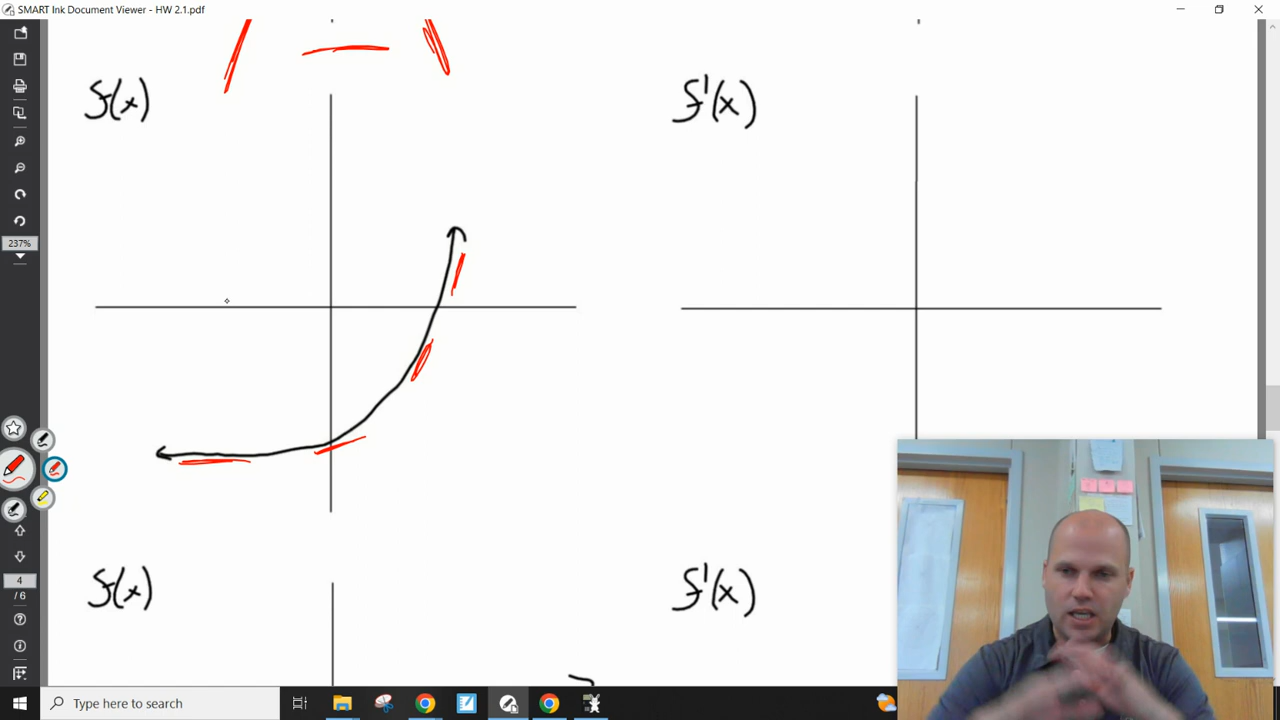 SMART Ink Document Viewer - HW 2.1.pdf
f(x)
f'(x)
237%
4
/ 6
f(x)
f'(x)
Type here to search